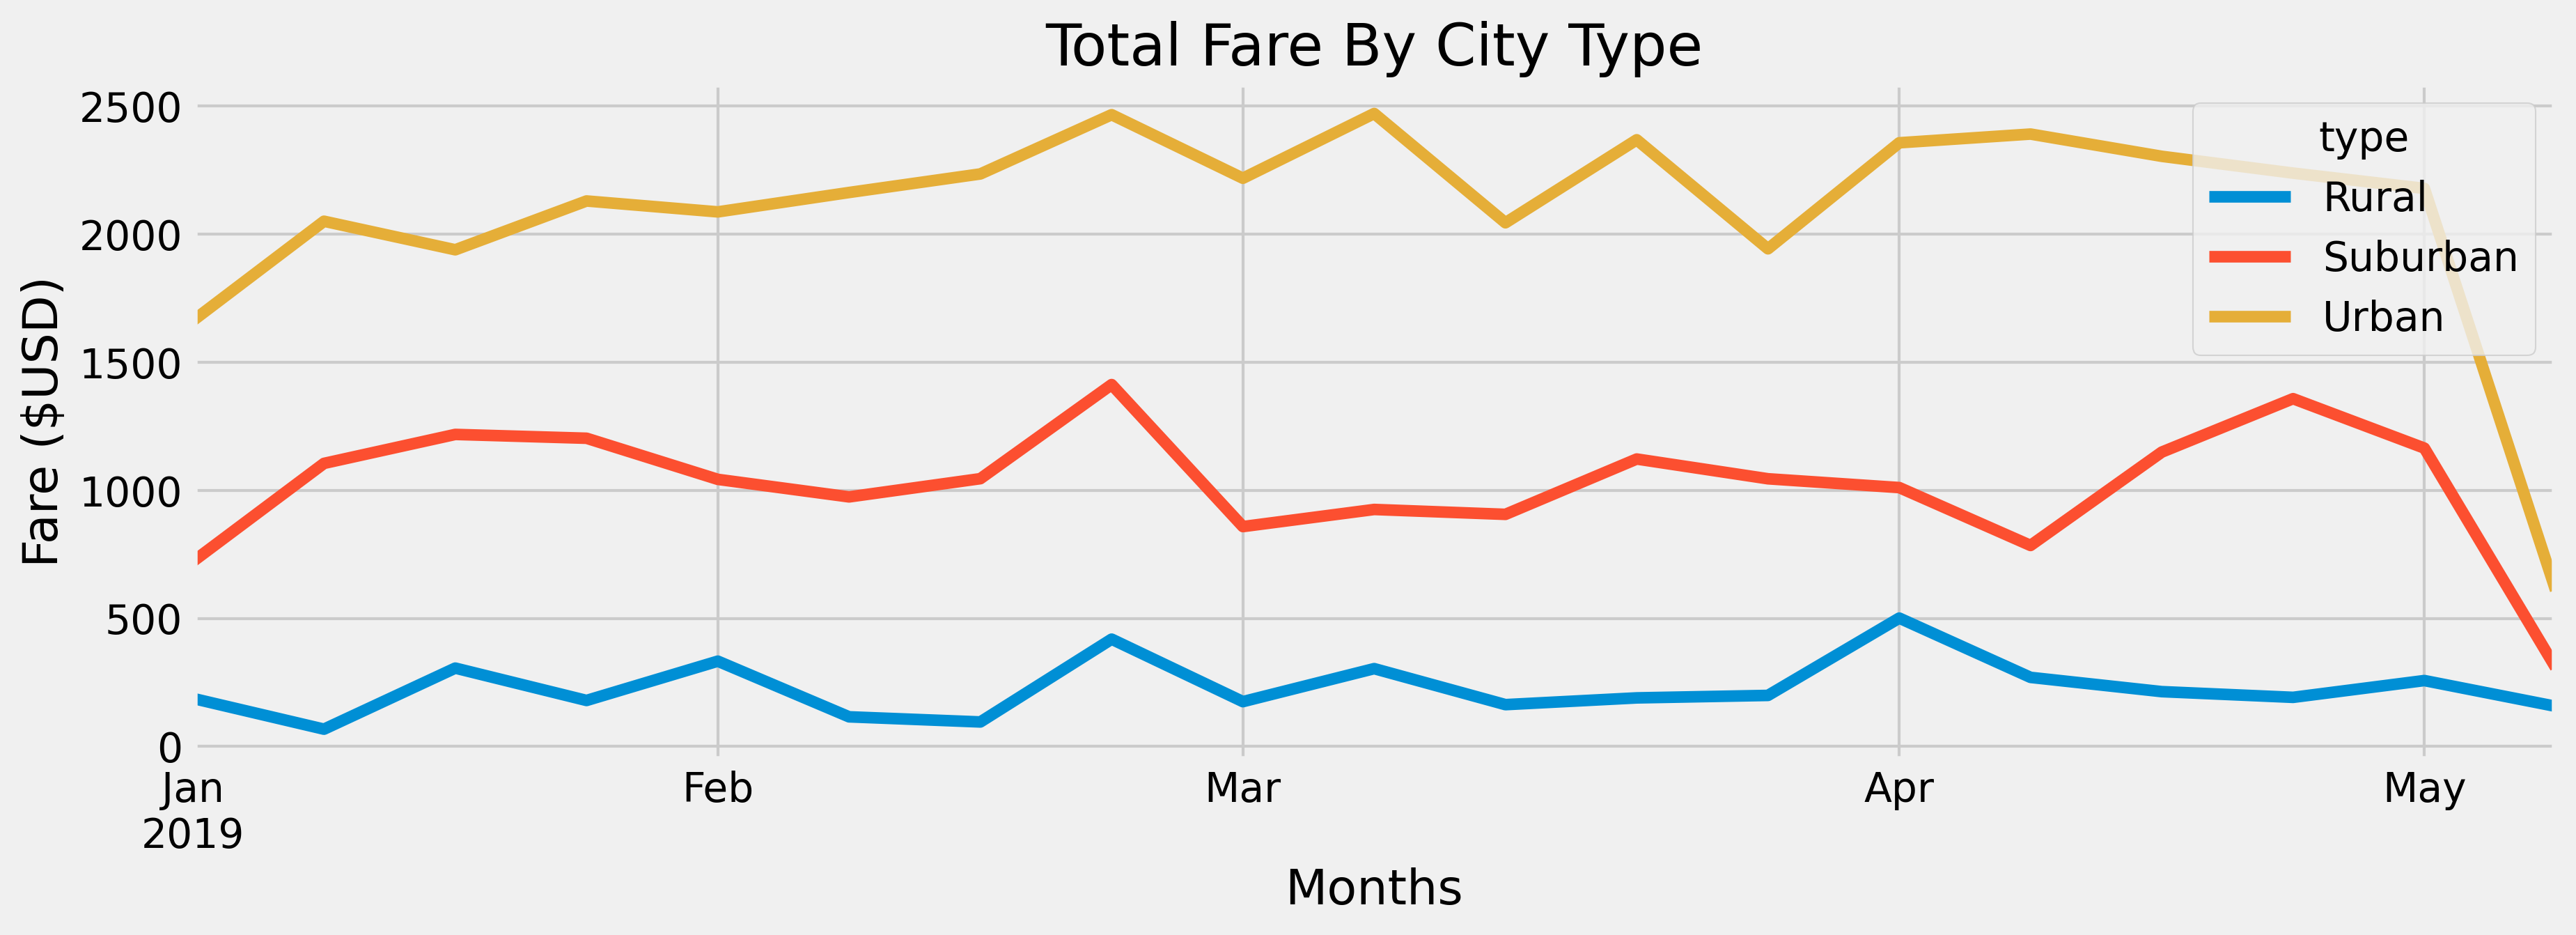 Total Fare By City Type
Fare ($USD)
2500
2000
1500
1000
500
0
type
Rural
Suburban
Urban
Jan Feb Mar Apr May
2019
Months